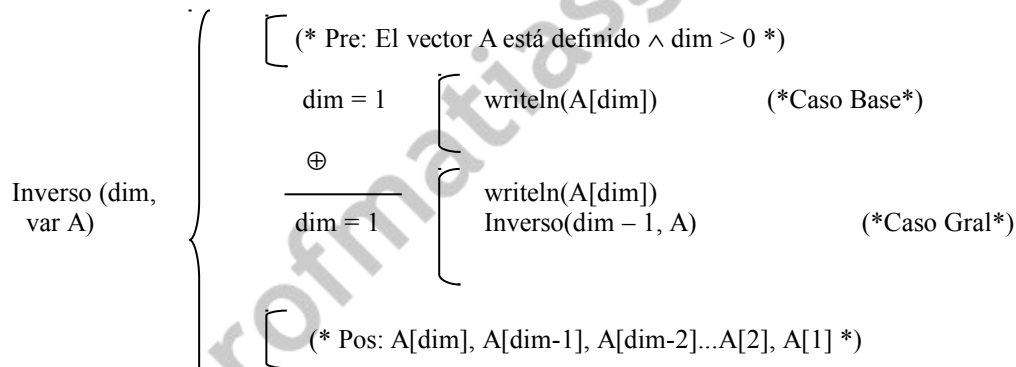 (* Pre: El vector A está definido ∧ dim > 0 *)
dim = 1 writeln(A[dim]) (*Caso Base*)
⊕
Inverso (dim, writeln(A[dim])
var A) dim = 1 Inverso(dim – 1, A) (*Caso Gral*)
(* Pos: A[dim], A[dim-1], A[dim-2]...A[2], A[1] *)
rofmatias